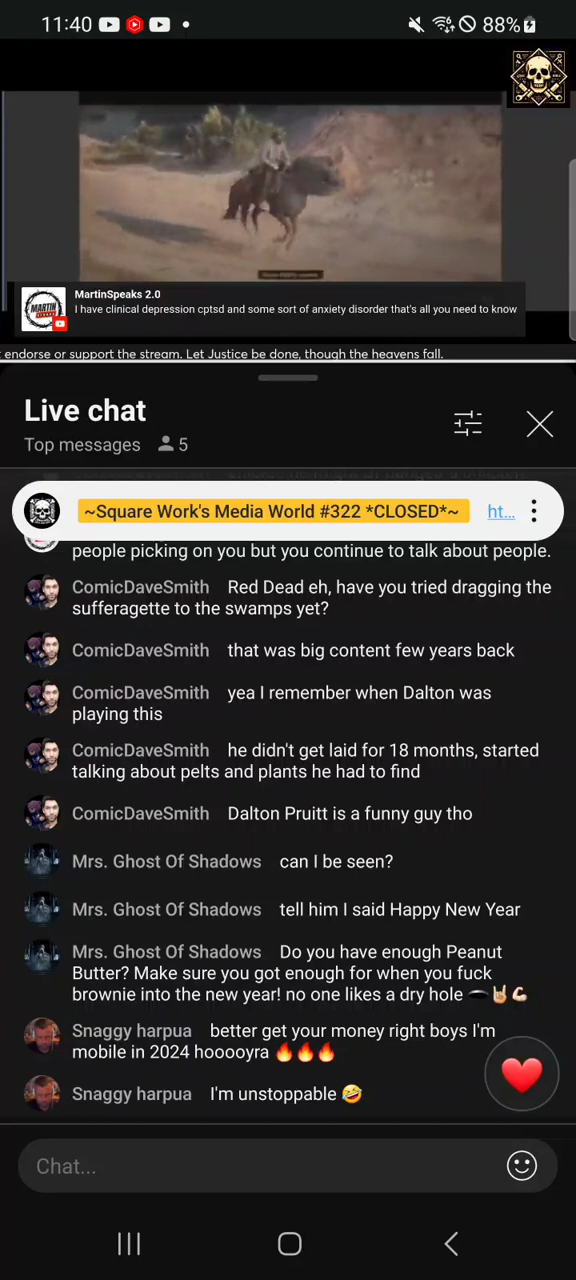 11:40 88%
MartinSpeaks 2.0
I have clinical depression cptsd and some sort of anxiety disorder that's all you need to know
endorse or support the stream. Let Justice be done, though the heavens fall.
Live chat
Top messages 5
~Square Work's Media World #322 *CLOSED*~ ht...
people picking on you but you continue to talk about people.
ComicDaveSmith Red Dead eh, have you tried dragging the
sufferagette to the swamps yet?
ComicDaveSmith that was big content few years back
ComicDaveSmith yea I remember when Dalton was
playing this
ComicDaveSmith he didn't get laid for 18 months, started
talking about pelts and plants he had to find
ComicDaveSmith Dalton Pruitt is a funny guy tho
Mrs. Ghost Of Shadows can I be seen?
Mrs. Ghost Of Shadows tell him I said Happy New Year
Mrs. Ghost Of Shadows Do you have enough Peanut
Butter? Make sure you got enough for when you fuck
brownie into the new year! no one likes a dry hole 🕳️🤘🏻💪🏻
Snaggy harpua better get your money right boys I'm
mobile in 2024 hooooyra 🔥🔥🔥
Snaggy harpua I'm unstoppable 🤣
Chat...